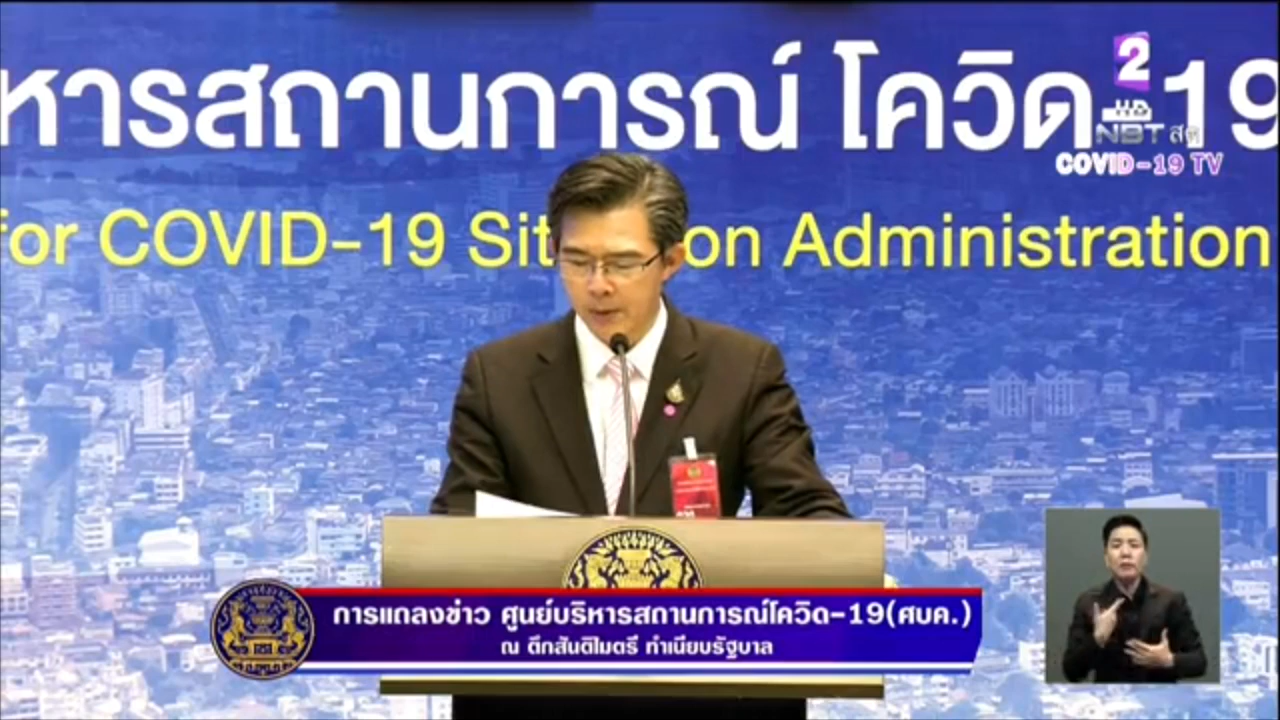 หารสถานการณ์ โควิด-19
for COVID-19 Sit on Administration
2
HD
NBT สด
COVID-19 TV
การแถลงข่าว ศูนย์บริหารสถานการณ์โควิด-19(ศบค.)
ณ ตึกสันติไมตรี ทำเนียบรัฐบาล